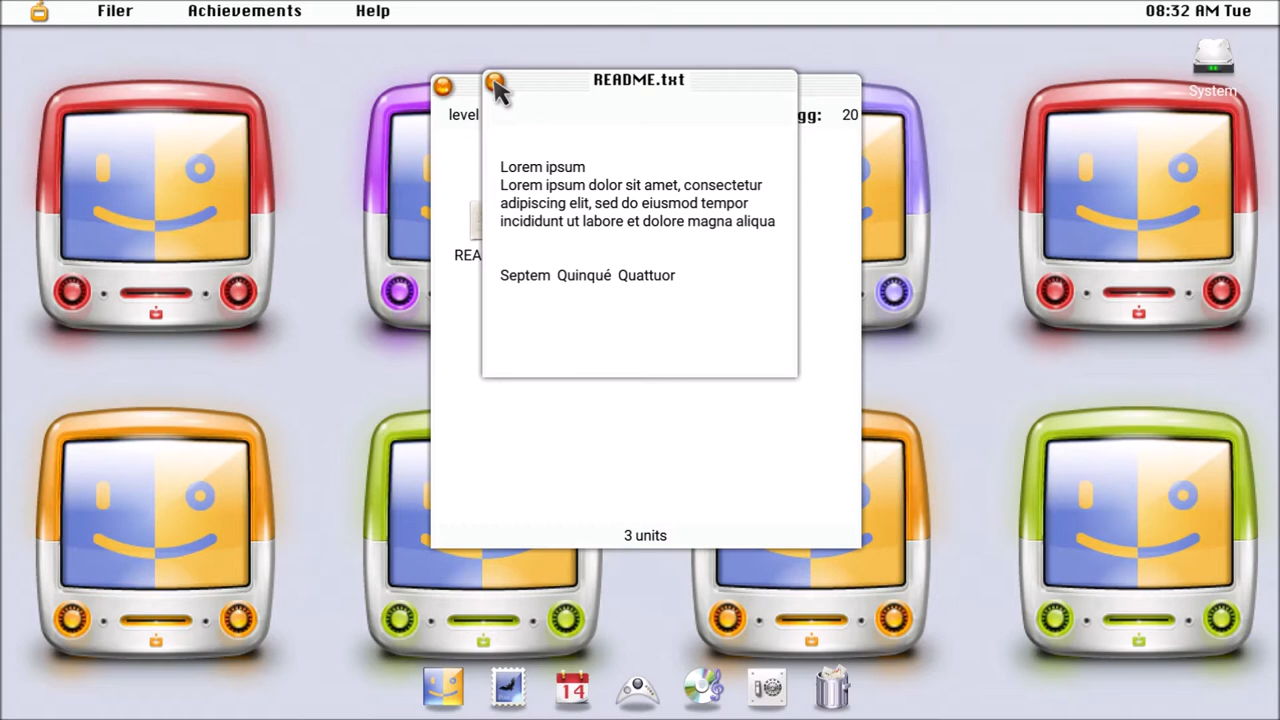 Filer Achievements Help 08:32 AM Tue
System
README.txt
level gg: 20
Lorem ipsum
Lorem ipsum dolor sit amet, consectetur
adipiscing elit, sed do eiusmod tempor
incididunt ut labore et dolore magna aliqua
REA
Septem Quinqué Quattuor
3 units
14